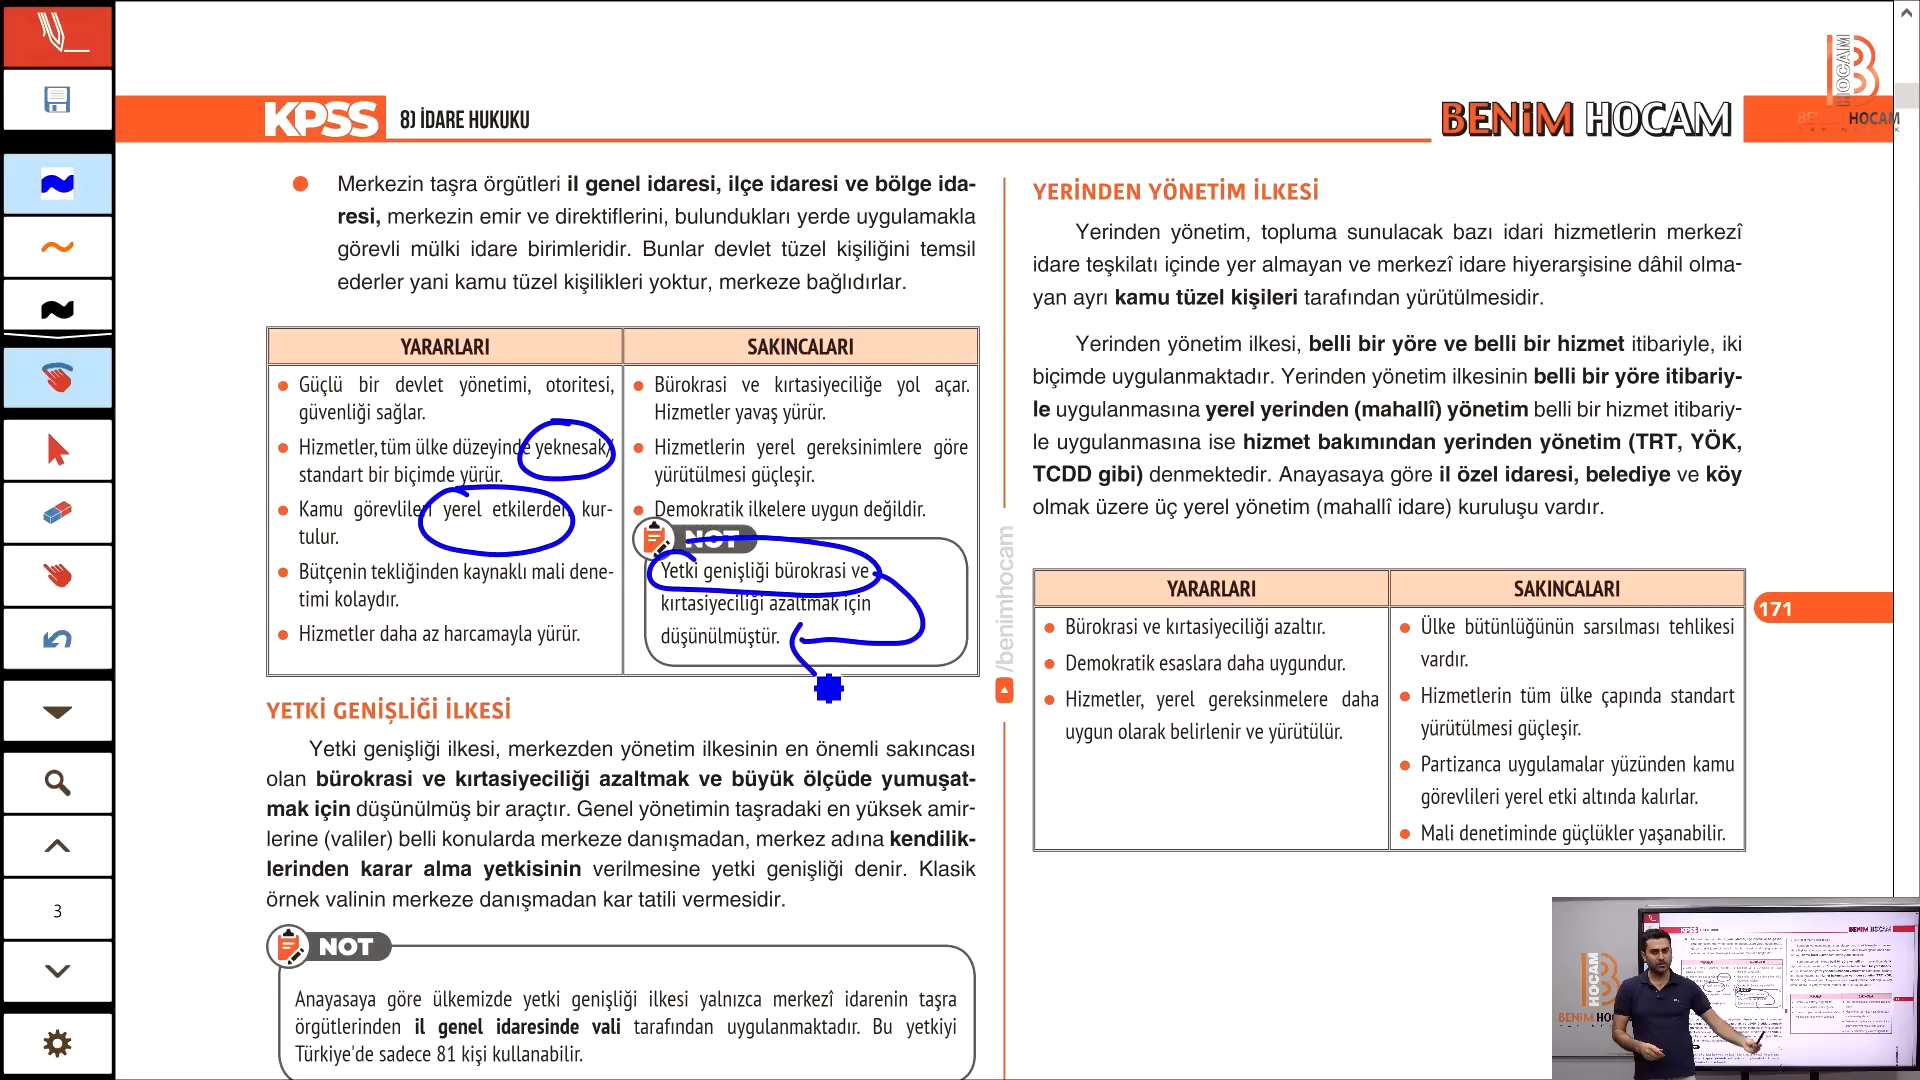 KPSS
8) İDARE HUKUKU
BENİM HOCAM
B HOCAM
HOCAM
Merkezin taşra örgütleri il genel idaresi, ilçe idaresi ve bölge ida-
resi, merkezin emir ve direktiflerini, bulundukları yerde uygulamakla
görevli mülki idare birimleridir. Bunlar devlet tüzel kişiliğini temsil
ederler yani kamu tüzel kişilikleri yoktur, merkeze bağlıdırlar.
YARARLARI
Güçlü bir devlet yönetimi, otoritesi,
güvenliği sağlar.
Hizmetler, tüm ülke düzeyinde yeknesak/
standart bir biçimde yürür.
Kamu görevlileri yerel etkilerden kur-
tulur.
Bütçenin tekliğinden kaynaklı mali dene-
timi kolaydır.
Hizmetler daha az harcamayla yürür.
SAKINCALARI
Bürokrasi ve kırtasiyeciliğe yol açar.
Hizmetler yavaş yürür.
Hizmetlerin yerel gereksinimlere göre
yürütülmesi güçleşir.
Demokratik ilkelere uygun değildir.
NOT
Yetki genişliği bürokrasi ve
kırtasiyeciliği azaltmak için
düşünülmüştür.
YETKİ GENİŞLİĞİ İLKESİ
Yetki genişliği ilkesi, merkezden yönetim ilkesinin en önemli sakıncası
olan bürokrasi ve kırtasiyeciliği azaltmak ve büyük ölçüde yumuşat-
mak için düşünülmüş bir araçtır. Genel yönetimin taşradaki en yüksek amir-
lerine (valiler) belli konularda merkeze danışmadan, merkez adına kendilik-
lerinden karar alma yetkisinin verilmesine yetki genişliği denir. Klasik
örnek valinin merkeze danışmadan kar tatili vermesidir.
NOT
Anayasaya göre ülkemizde yetki genişliği ilkesi yalnızca merkezî idarenin taşra
örgütlerinden il genel idaresinde vali tarafından uygulanmaktadır. Bu yetkiyi
Türkiye'de sadece 81 kişi kullanabilir.
/benimhocam
YERİNDEN YÖNETİM İLKESİ
Yerinden yönetim, topluma sunulacak bazı idari hizmetlerin merkezî
idare teşkilatı içinde yer almayan ve merkezî idare hiyerarşisine dâhil olma-
yan ayrı kamu tüzel kişileri tarafından yürütülmesidir.
Yerinden yönetim ilkesi, belli bir yöre ve belli bir hizmet itibariyle, iki
biçimde uygulanmaktadır. Yerinden yönetim ilkesinin belli bir yöre itibariy-
le uygulanmasına yerel yerinden (mahallî) yönetim belli bir hizmet itibariy-
le uygulanmasına ise hizmet bakımından yerinden yönetim (TRT, YÖK,
TCDD gibi) denmektedir. Anayasaya göre il özel idaresi, belediye ve köy
olmak üzere üç yerel yönetim (mahallî idare) kuruluşu vardır.
YARARLARI
Bürokrasi ve kırtasiyeciliği azaltır.
Demokratik esaslara daha uygundur.
Hizmetler, yerel gereksinmelere daha
uygun olarak belirlenir ve yürütülür.
SAKINCALARI
Ülke bütünlüğünün sarsılması tehlikesi
vardır.
Hizmetlerin tüm ülke çapında standart
yürütülmesi güçleşir.
Partizanca uygulamalar yüzünden kamu
görevlileri yerel etki altında kalırlar.
Mali denetiminde güçlükler yaşanabilir.
171
3
HOCAM
BENİM HOC
BENİM HOCAM